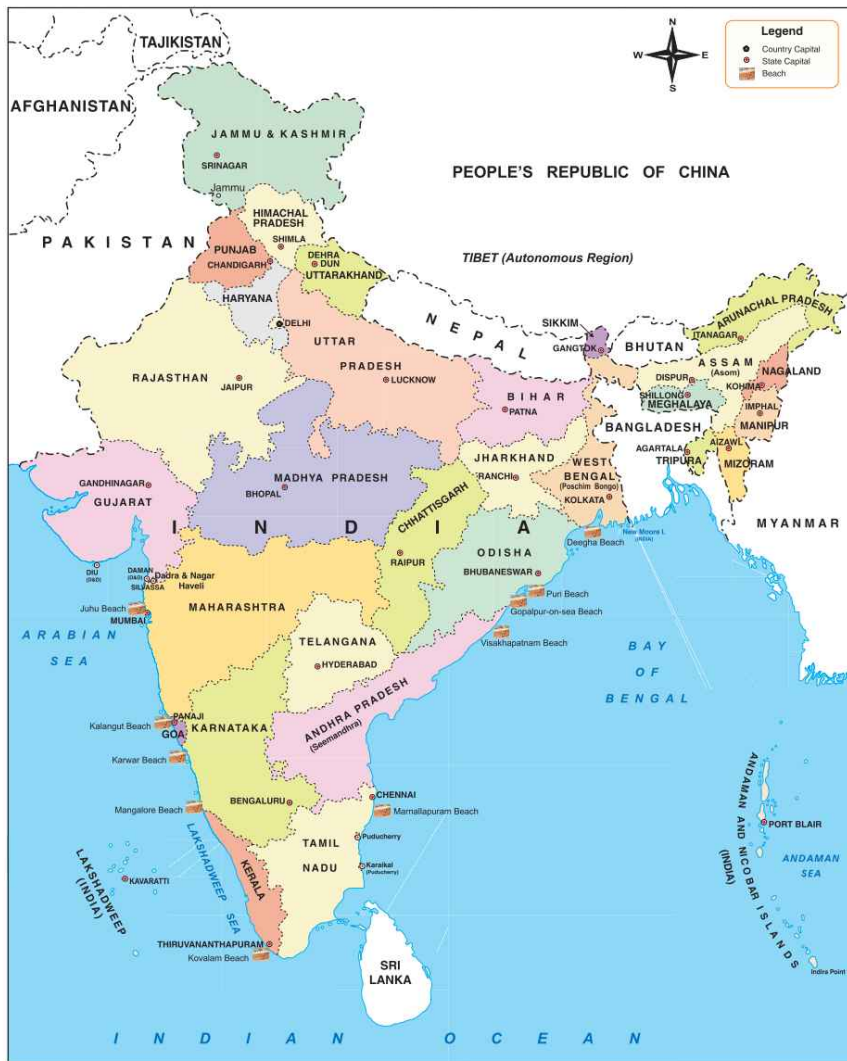 TAJIKISTAN
AFGHANISTAN
N
W
E
S
Legend
Country Capital
State Capital
Beach
JAMMU & KASHMIR
SRINAGAR
Jammu
PEOPLE'S REPUBLIC OF CHINA
PAKISTAN
HIMACHAL
PRADESH
SHIMLA
PUNJAB
CHANDIGARH
DEHRA
DUN
UTTARAKHAND
TIBET (Autonomous Region)
HARYANA
DELHI
NEPAL
SIKKIM
GANGTOK
BHUTAN
ARUNACHAL PRADESH
ITANAGAR
UTTAR
PRADESH
LUCKNOW
RAJASTHAN
JAIPUR
BIHAR
PATNA
ASSAM
(Asom)
DISPUR
NAGALAND
KOHIMA
SHILLONG
MEGHALAYA
IMPHAL
MANIPUR
BANGLADESH
AGARTALA
TRIPURA
AIZAWL
MIZORAM
MYANMAR
GANDHINAGAR
GUJARAT
MADHYA PRADESH
BHOPAL
JHARKHAND
RANCHI
WEST
BENGAL
(Poschim Bongo)
KOLKATA
CHHATTISGARH
RAIPUR
INDIA
Deegha Beach
New Moore I.
(INDIA)
ODISHA
BHUBANESWAR
Puri Beach
Gopalpur-on-sea Beach
Visakhapatnam Beach
DIU
(D&D)
DAMAN
(D&D)
SILVASSA
Dadra & Nagar
Haveli
Juhu Beach
MUMBAI
MAHARASHTRA
ARABIAN
SEA
TELANGANA
HYDERABAD
BAY
OF
BENGAL
ANDHRA PRADESH
(Seemandhra)
PANAJI
Kalangut Beach
GOA
KARNATAKA
Karwar Beach
Mangalore Beach
BENGALURU
CHENNAI
Mamallapuram Beach
Puducherry
Karaikal
(Puducherry)
TAMIL
NADU
KERALA
LAKSHADWEEP SEA
LAKSHADWEEP
(INDIA)
KAVARATTI
THIRUVANANTHAPURAM
Kovalam Beach
SRI
LANKA
ANDAMAN AND NICOBAR ISLANDS
(INDIA)
PORT BLAIR
ANDAMAN
SEA
Indira Point
INDIAN OCEAN